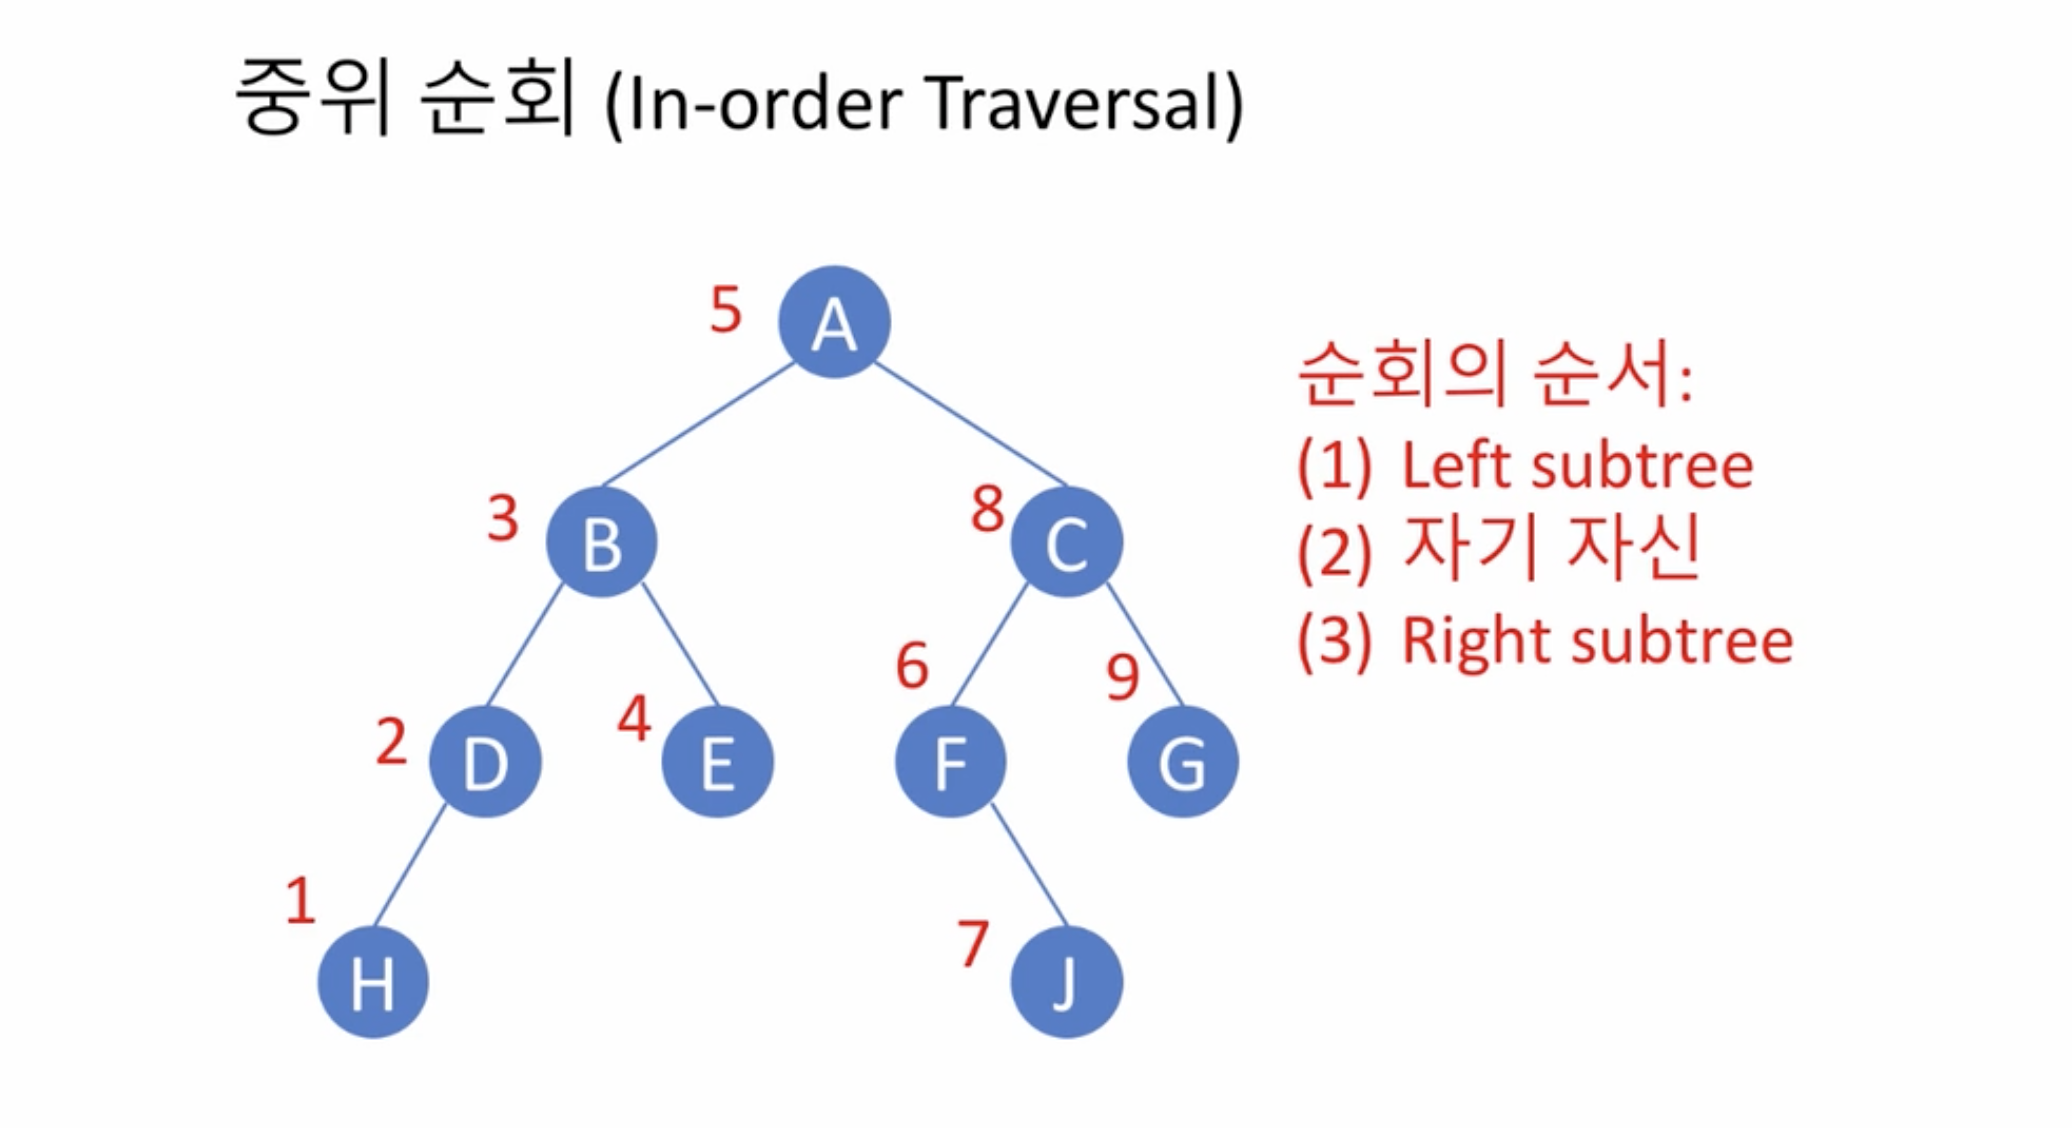 중위 순회 (In-order Traversal)
5 A
3 B
8 C
2 D
4 E
6 F
9 G
1 H
7 J
순회의 순서:
(1) Left subtree
(2) 자기 자신
(3) Right subtree